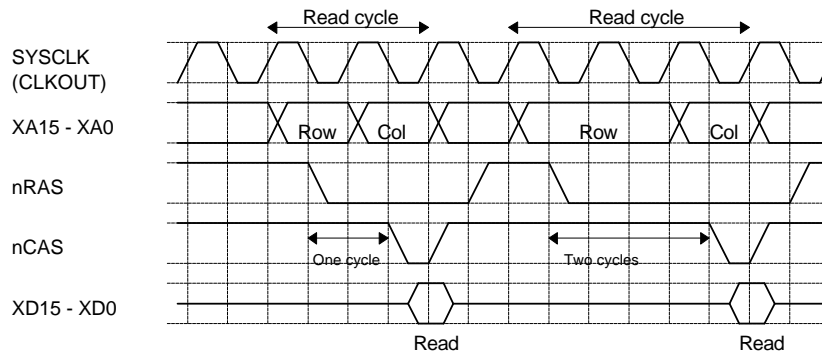 Read cycle Read cycle
SYSCLK
(CLKOUT)
XA15 - XA0 Row Col Row Col
nRAS
nCAS One cycle Two cycles
XD15 - XD0
Read Read